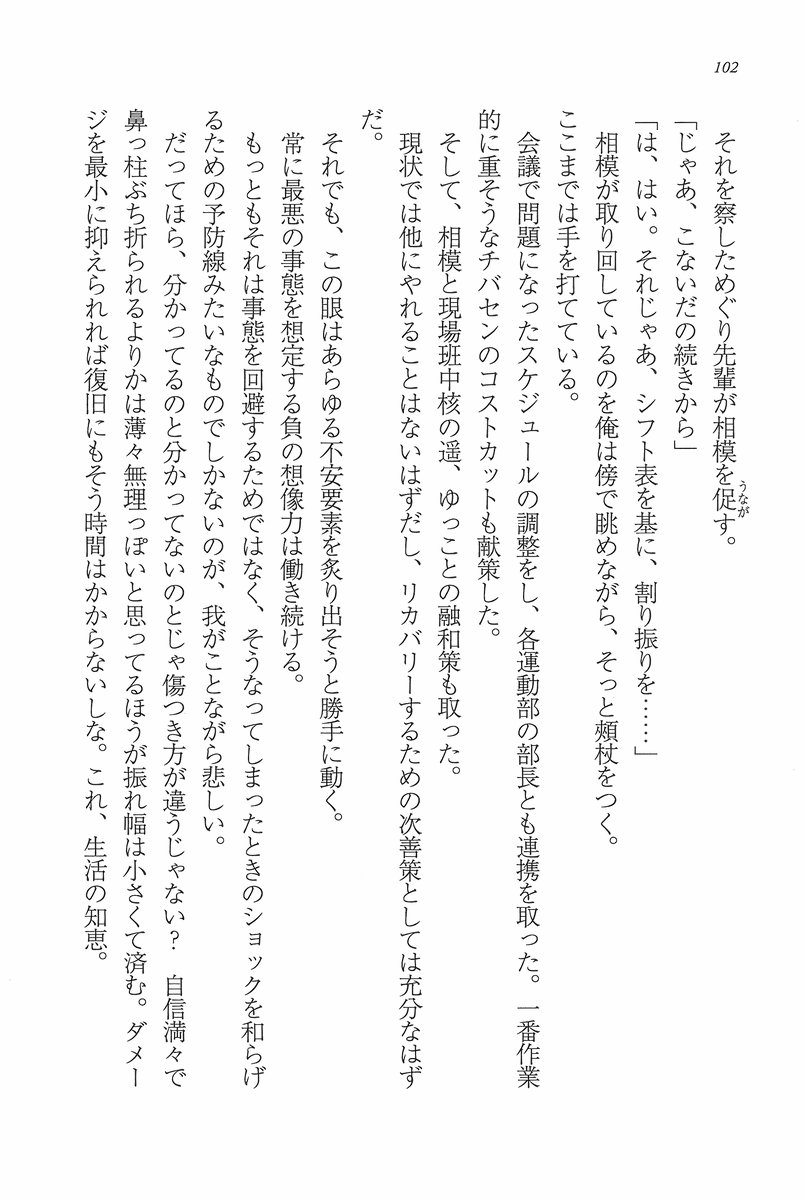 102
それを察しためぐり先輩が相模を促す。
うなが
「じゃあ、こないだの続きから」
「は、はい。それじゃあ、シフト表を基に、割り振りを……」
相模が取り回しているのを俺は傍で眺めながら、そっと頰杖をつく。
ここまでは手を打てている。
会議で問題になったスケジュールの調整をし、各運動部の部長とも連携を取った。一番作業
的に重そうなチバセンのコストカットも献策した。
そして、相模と現場班中核の遥、ゆっことの融和策も取った。
現状では他にやれることはないはずだし、リカバリーするための次善策としては充分なはず
だ。
それでも、この眼はあらゆる不安要素を炙り出そうと勝手に動く。
常に最悪の事態を想定する負の想像力は働き続ける。
もっともそれは事態を回避するためではなく、そうなってしまったときのショックを和らげ
るための予防線みたいなものでしかないのが、我がことながら悲しい。
だってほら、分かってるのと分かってないのとじゃ傷つき方が違うじゃない？　自信満々で
鼻っ柱ぶち折られるよりかは薄々無理っぽいと思ってるほうが振れ幅は小さくて済む。ダメー
ジを最小に抑えられれば復旧にもそう時間はかからないしな。これ、生活の知恵。